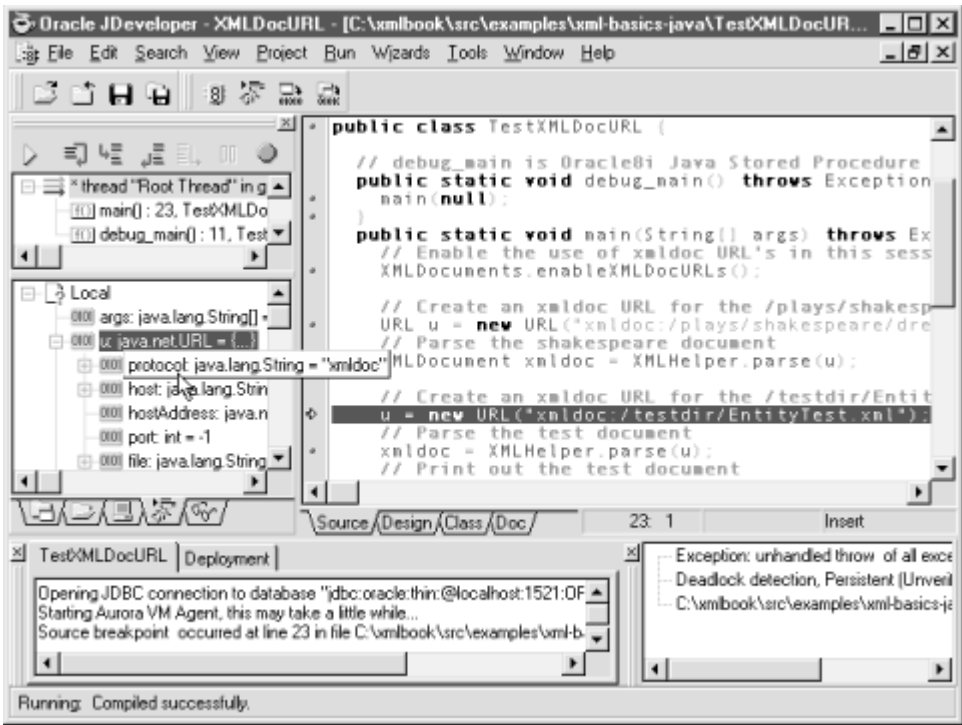 Oracle JDeveloper - XMLDocURL - [C:\xmlbook\src\examples\xml-basics-java\TestXMLDocUR...
File Edit Search View Project Run Wizards Tools Window Help
* thread "Root Thread" in g
main() : 23, TestXMLDo
debug_main() : 11, Test
Local
args: java.lang.String[] =
u: java.net.URL = {...}
protocol: java.lang.String = "xmldoc"
host: java.lang.Strin
hostAddress: java.n
port: int = -1
file: java.lang.String
public class TestXMLDocURL {
// debug_main is Oracle8i Java Stored Procedure
public static void debug_main() throws Exception
main(null);
}
public static void main(String[] args) throws Ex
// Enable the use of xmldoc URL's in this sess
XMLDocuments.enableXMLDocURLs();
// Create an xmldoc URL for the /plays/shakesp
URL u = new URL("xmldoc:/plays/shakespeare/dre
// Parse the shakespeare document
MLDocument xmldoc = XMLHelper.parse(u);
// Create an xmldoc URL for the /testdir/Entit
u = new URL("xmldoc:/testdir/EntityTest.xml");
// Parse the test document
xmldoc = XMLHelper.parse(u);
// Print out the test document
Source Design Class Doc
23: 1 Insert
TestXMLDocURL Deployment
Opening JDBC connection to database "jdbc:oracle:thin:@localhost:1521:OR
Starting Aurora VM Agent, this may take a little while...
Source breakpoint occurred at line 23 in file C:\xmlbook\src\examples\xml-b
Exception: unhandled throw of all exce
Deadlock detection, Persistent (Unverif
C:\xmlbook\src\examples\xml-basics-ja
Running: Compiled successfully.